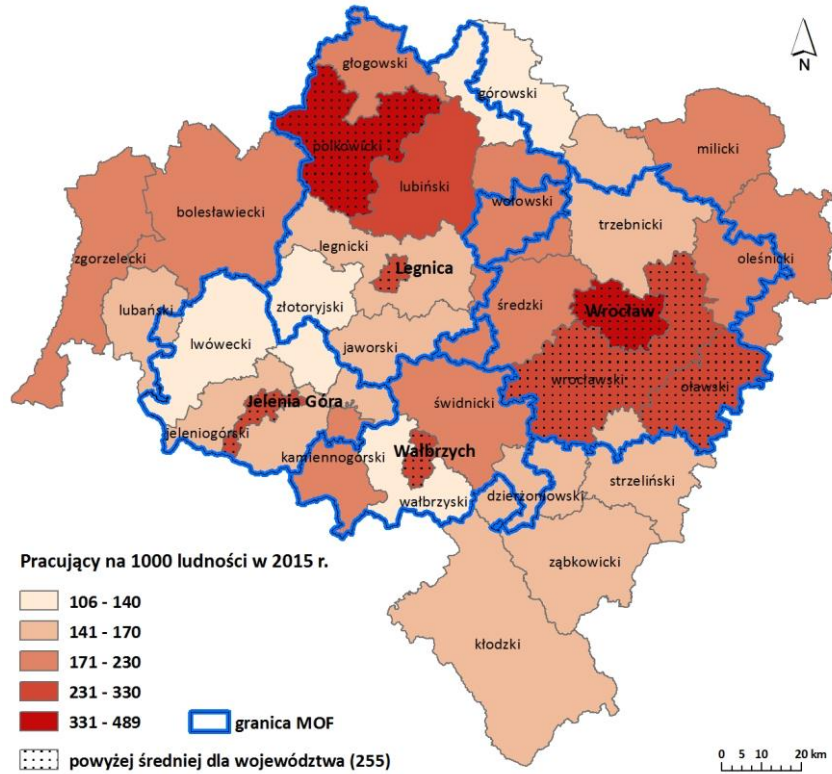 głogowski
górowski
N
milicki
polkowicki
lubiński
bolesławiecki
wołowski
trzebnicki
zgorzelecki
legnicki
Legnica
oleśnicki
lubański
złotoryjski
średzki
Wrocław
lwówecki
jaworski
wrocławski
oławski
świdnicki
Jelenia Góra
jeleniogórski
Wałbrzych
kamiennogórski
strzeliński
wałbrzyski
dzierżoniowski
ząbkowicki
kłodzki
Pracujący na 1000 ludności w 2015 r.
106 - 140
141 - 170
171 - 230
231 - 330
331 - 489
granica MOF
powyżej średniej dla województwa (255)
0 5 10 20 km